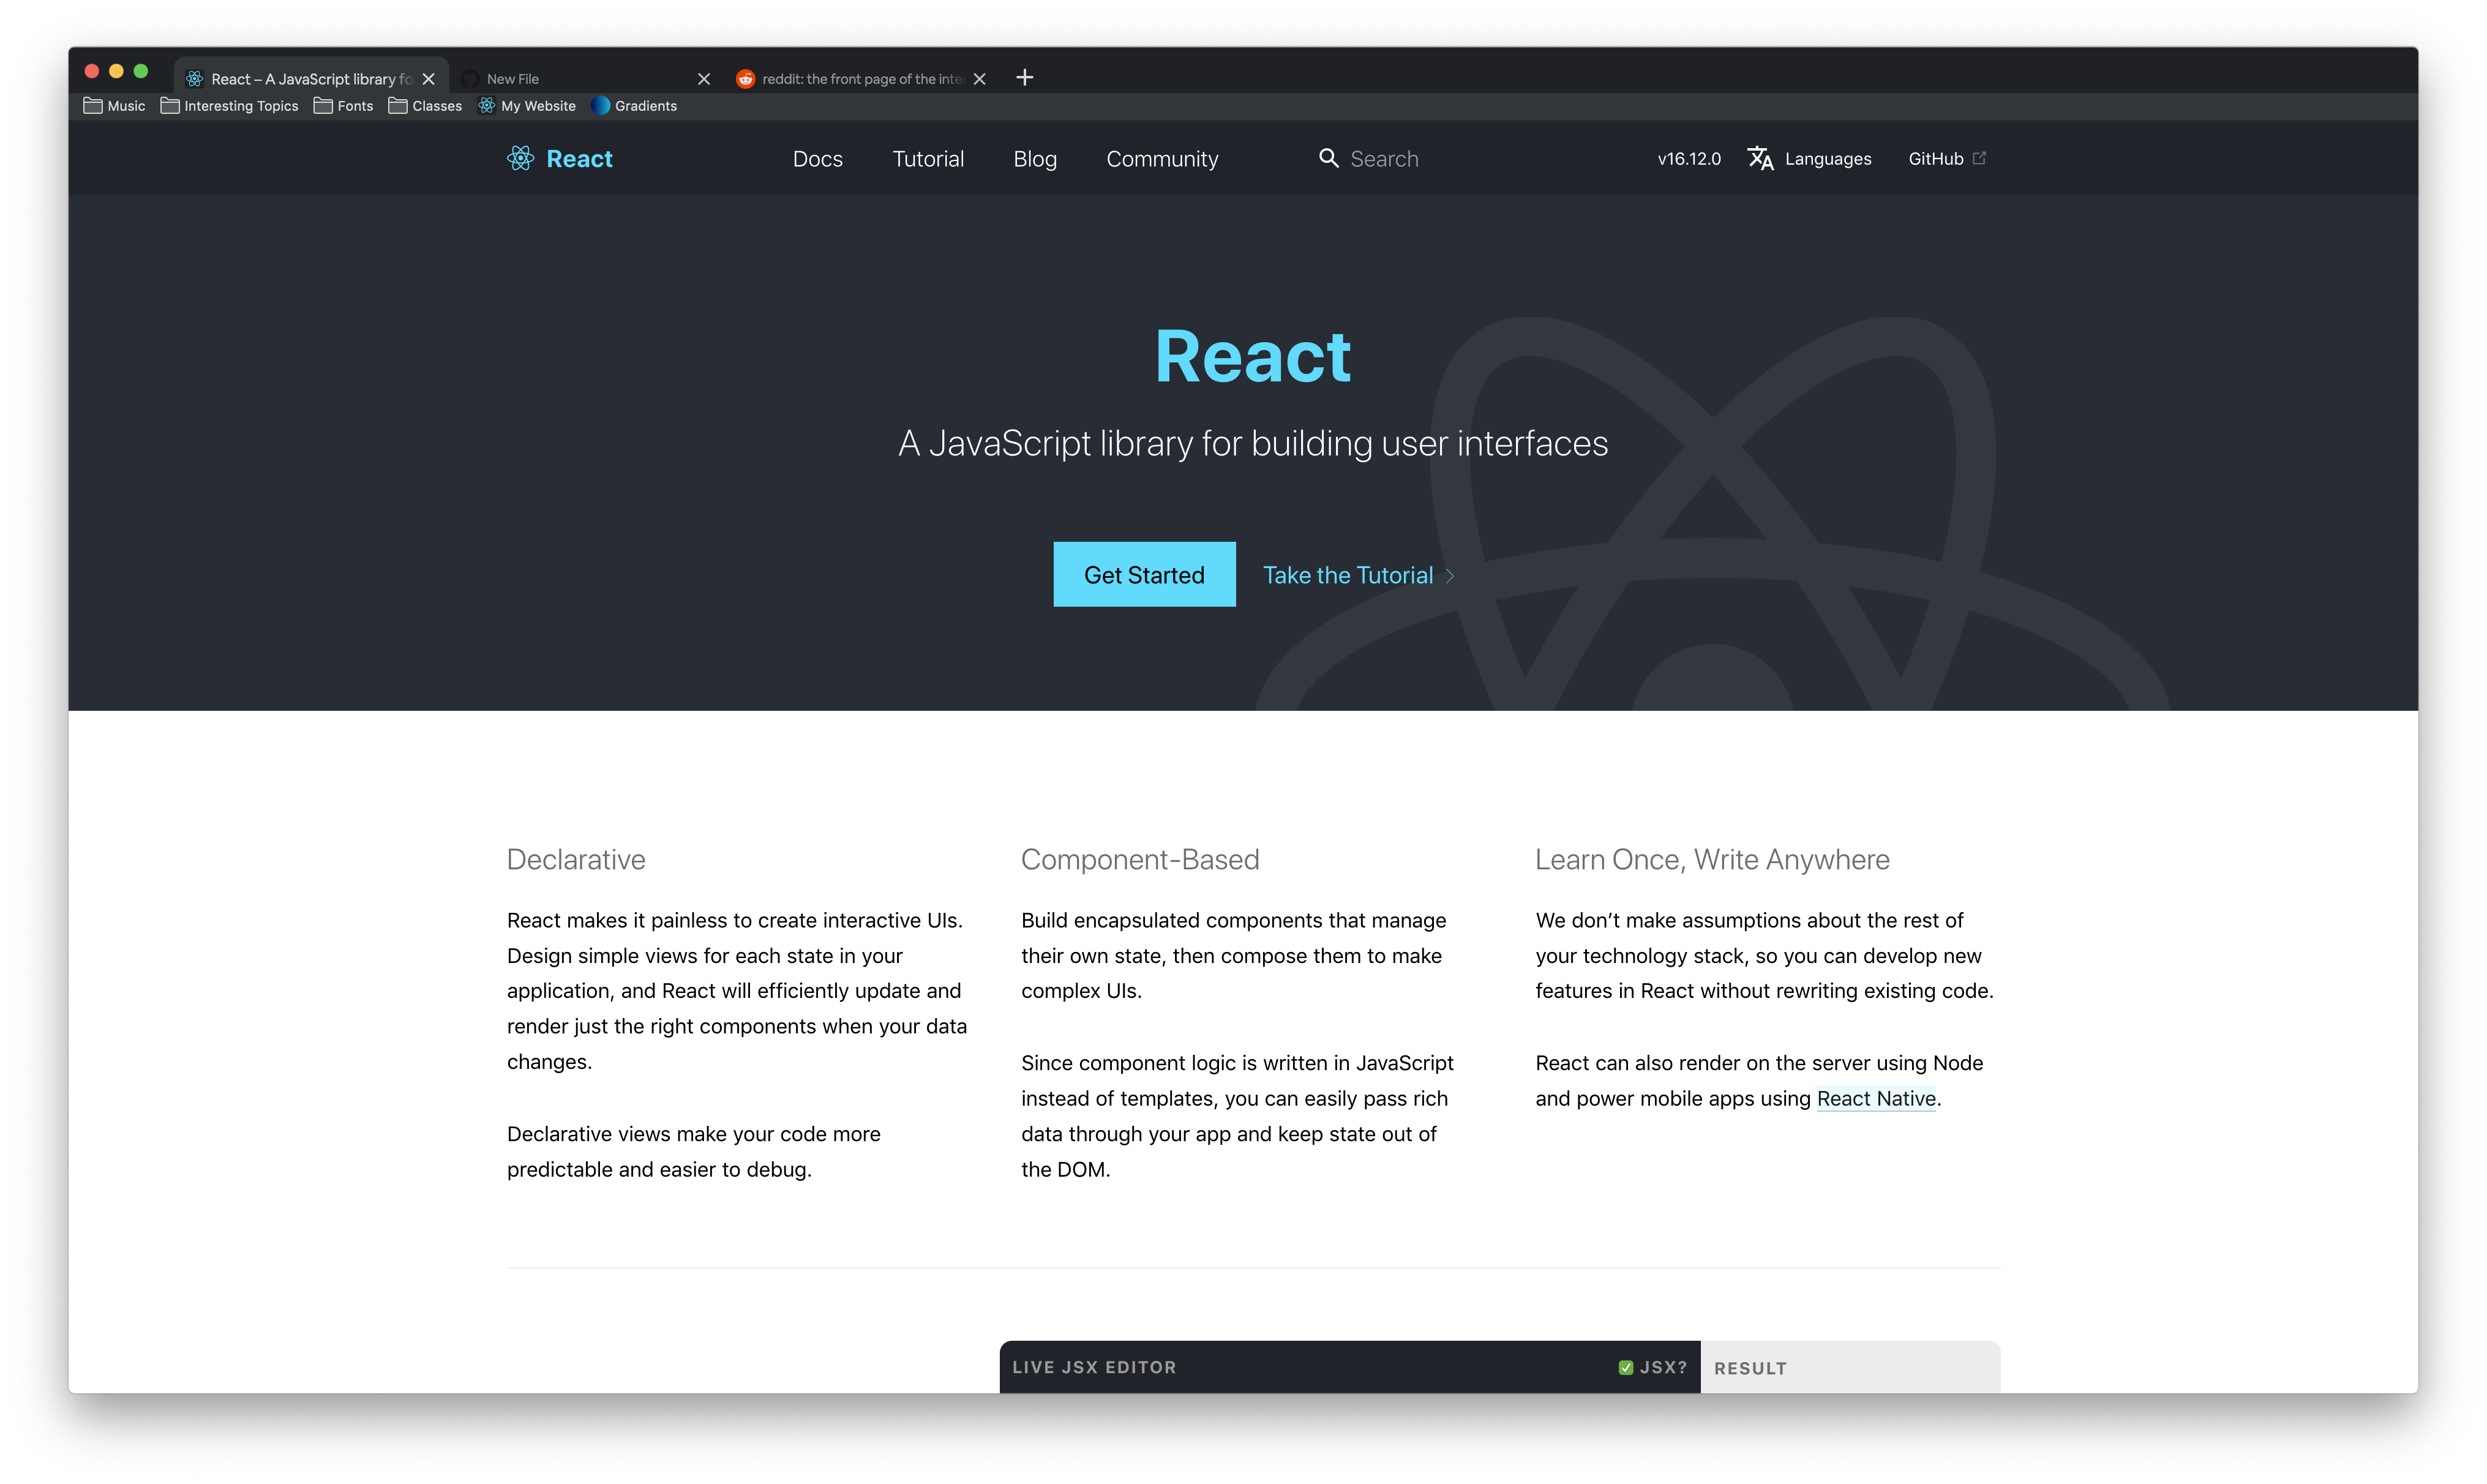 React – A JavaScript library fo
New File
reddit: the front page of the inte
Music
Interesting Topics
Fonts
Classes
My Website
Gradients
React
Docs
Tutorial
Blog
Community
Search
v16.12.0
Languages
GitHub
React
A JavaScript library for building user interfaces
Get Started
Take the Tutorial
Declarative
React makes it painless to create interactive UIs.
Design simple views for each state in your
application, and React will efficiently update and
render just the right components when your data
changes.
Declarative views make your code more
predictable and easier to debug.
Component-Based
Build encapsulated components that manage
their own state, then compose them to make
complex UIs.
Since component logic is written in JavaScript
instead of templates, you can easily pass rich
data through your app and keep state out of
the DOM.
Learn Once, Write Anywhere
We don’t make assumptions about the rest of
your technology stack, so you can develop new
features in React without rewriting existing code.
React can also render on the server using Node
and power mobile apps using React Native.
LIVE JSX EDITOR
JSX?
RESULT